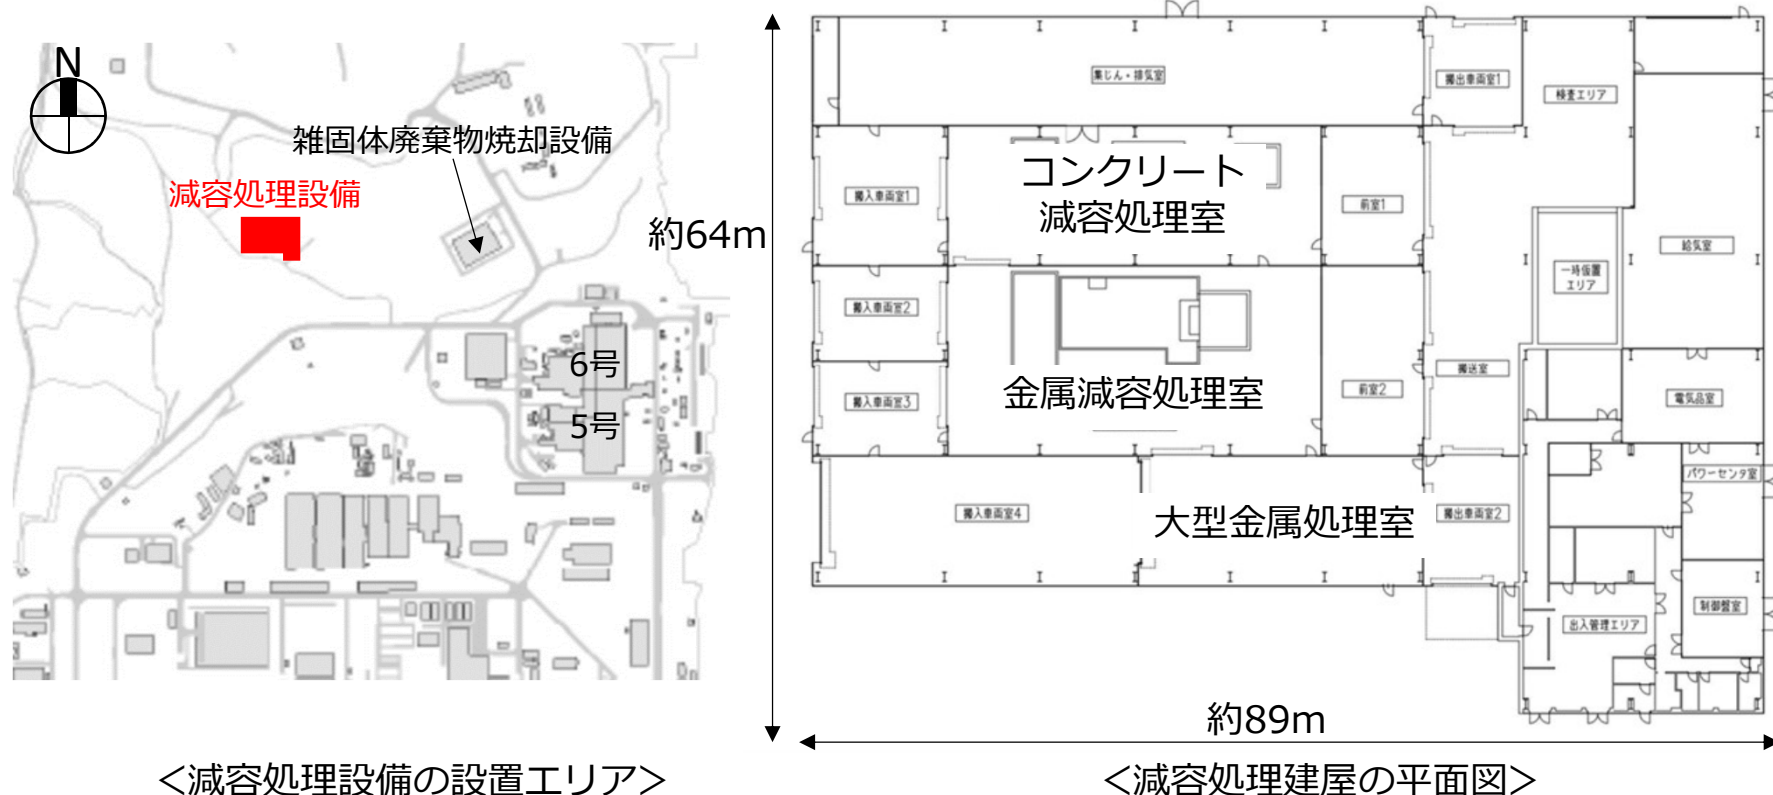 N
雑固体廃棄物焼却設備
減容処理設備
6号
5号
<減容処理設備の設置エリア>
約64m
集じん・排気室
搬出車両室1
検査エリア
コンクリート
減容処理室
搬入車両室1
前室1
給気室
一時仮置
エリア
搬入車両室2
搬送室
金属減容処理室
前室2
搬入車両室3
電気品室
パワーセンタ室
搬入車両室4
大型金属処理室
搬出車両室2
制御盤室
出入管理エリア
約89m
<減容処理建屋の平面図>